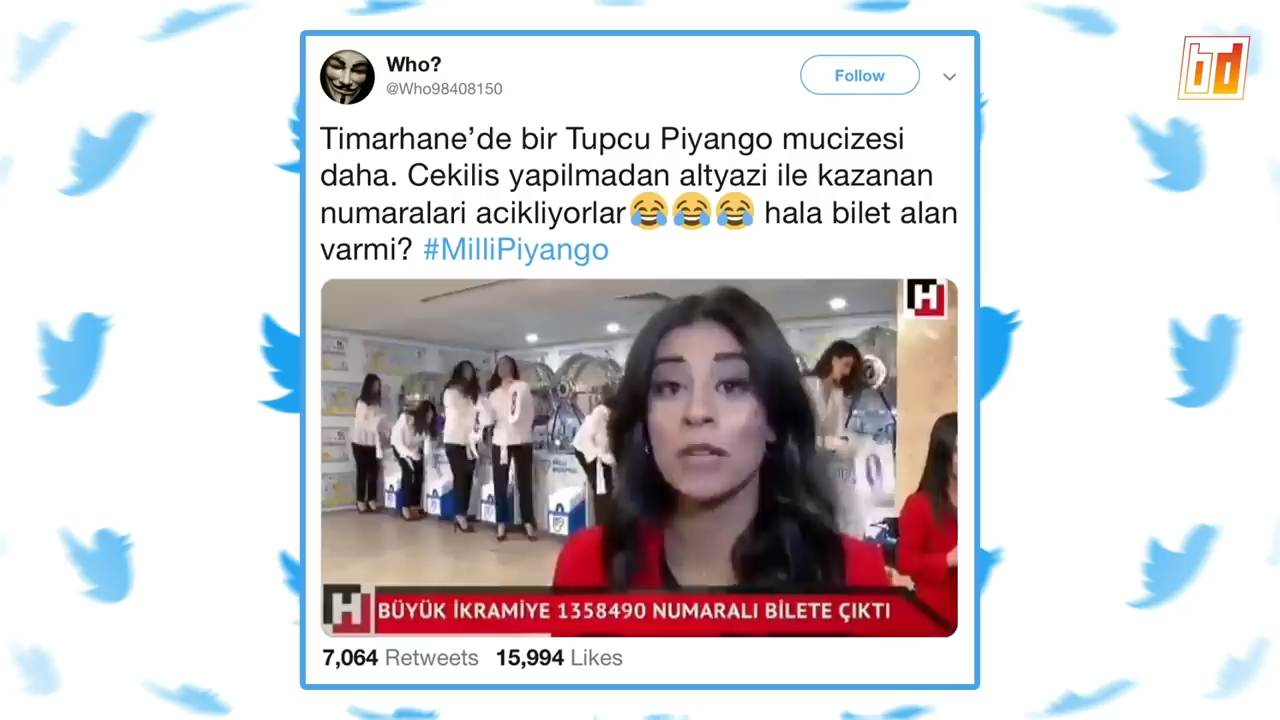 bd
Who?
@Who98408150
Follow
Timarhane’de bir Tupcu Piyango mucizesi
daha. Cekilis yapilmadan altyazi ile kazanan
numaralari acikliyorlar😂😂😂 hala bilet alan
varmi? #MilliPiyango
H
H
BÜYÜK İKRAMİYE 1358490 NUMARALI BİLETE ÇIKTI
7,064 Retweets 15,994 Likes